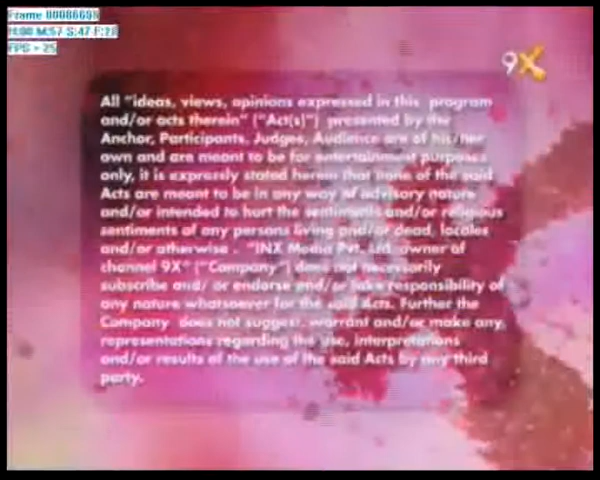 Frame 0086695
H:00 M:57 S:47 F:20
FPS = 25
9X
All "ideas, views, opinions expressed in this program
and/or acts therein" ("Act(s)") presented by the
Anchor, Participants, Judges, Audience are of his/her
own and are meant to be for entertainment purposes
only, it is expressly stated herein that none of the said
Acts are meant to be in any way of advisory nature
and/or intended to hurt the sentiments and/or religious
sentiments of any persons living and/or dead, locales
and/or otherwise . "INX Media Pvt. Ltd. owner of
channel 9X" ("Company") does not necessarily
subscribe and/ or endorse and/or take responsibility of
any nature whatsoever for the said Acts. Further the
Company does not suggest, warrant and/or make any
representations regarding the use, interpretations
and/or results of the use of the said Acts by any third
party.